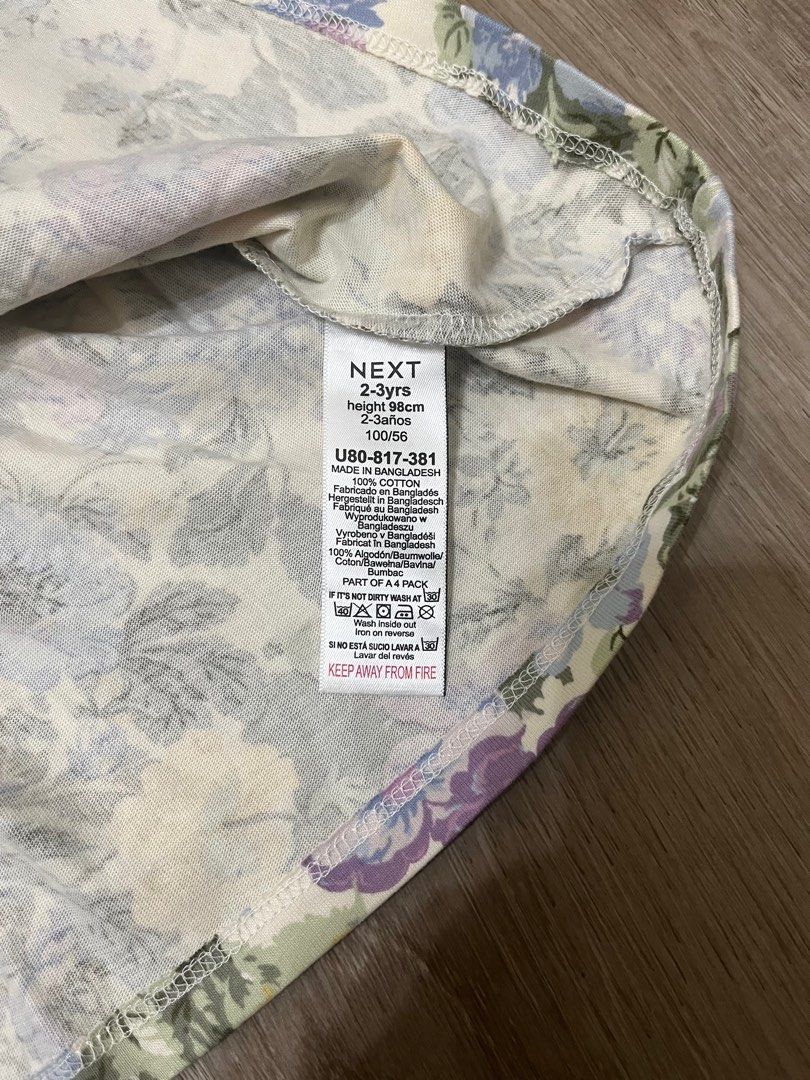 NEXT
2-3yrs
height 98cm
2-3años
100/56
U80-817-381
MADE IN BANGLADESH
100% COTTON
Fabricado en Bangladés
Hergestellt in Bangladesch
Fabriqué au Bangladesh
Wyprodukowano w
Bangladeszu
Vyrobeno v Bangladéši
Fabricat în Bangladesh
100% Algodón/Baumwolle/
Coton/Bawełna/Bavlna/
Bumbac
PART OF A 4 PACK
IF IT'S NOT DIRTY WASH AT 30
40
Wash inside out
Iron on reverse
SI NO ESTÁ SUCIO LAVAR A 30
Lavar del revés
KEEP AWAY FROM FIRE